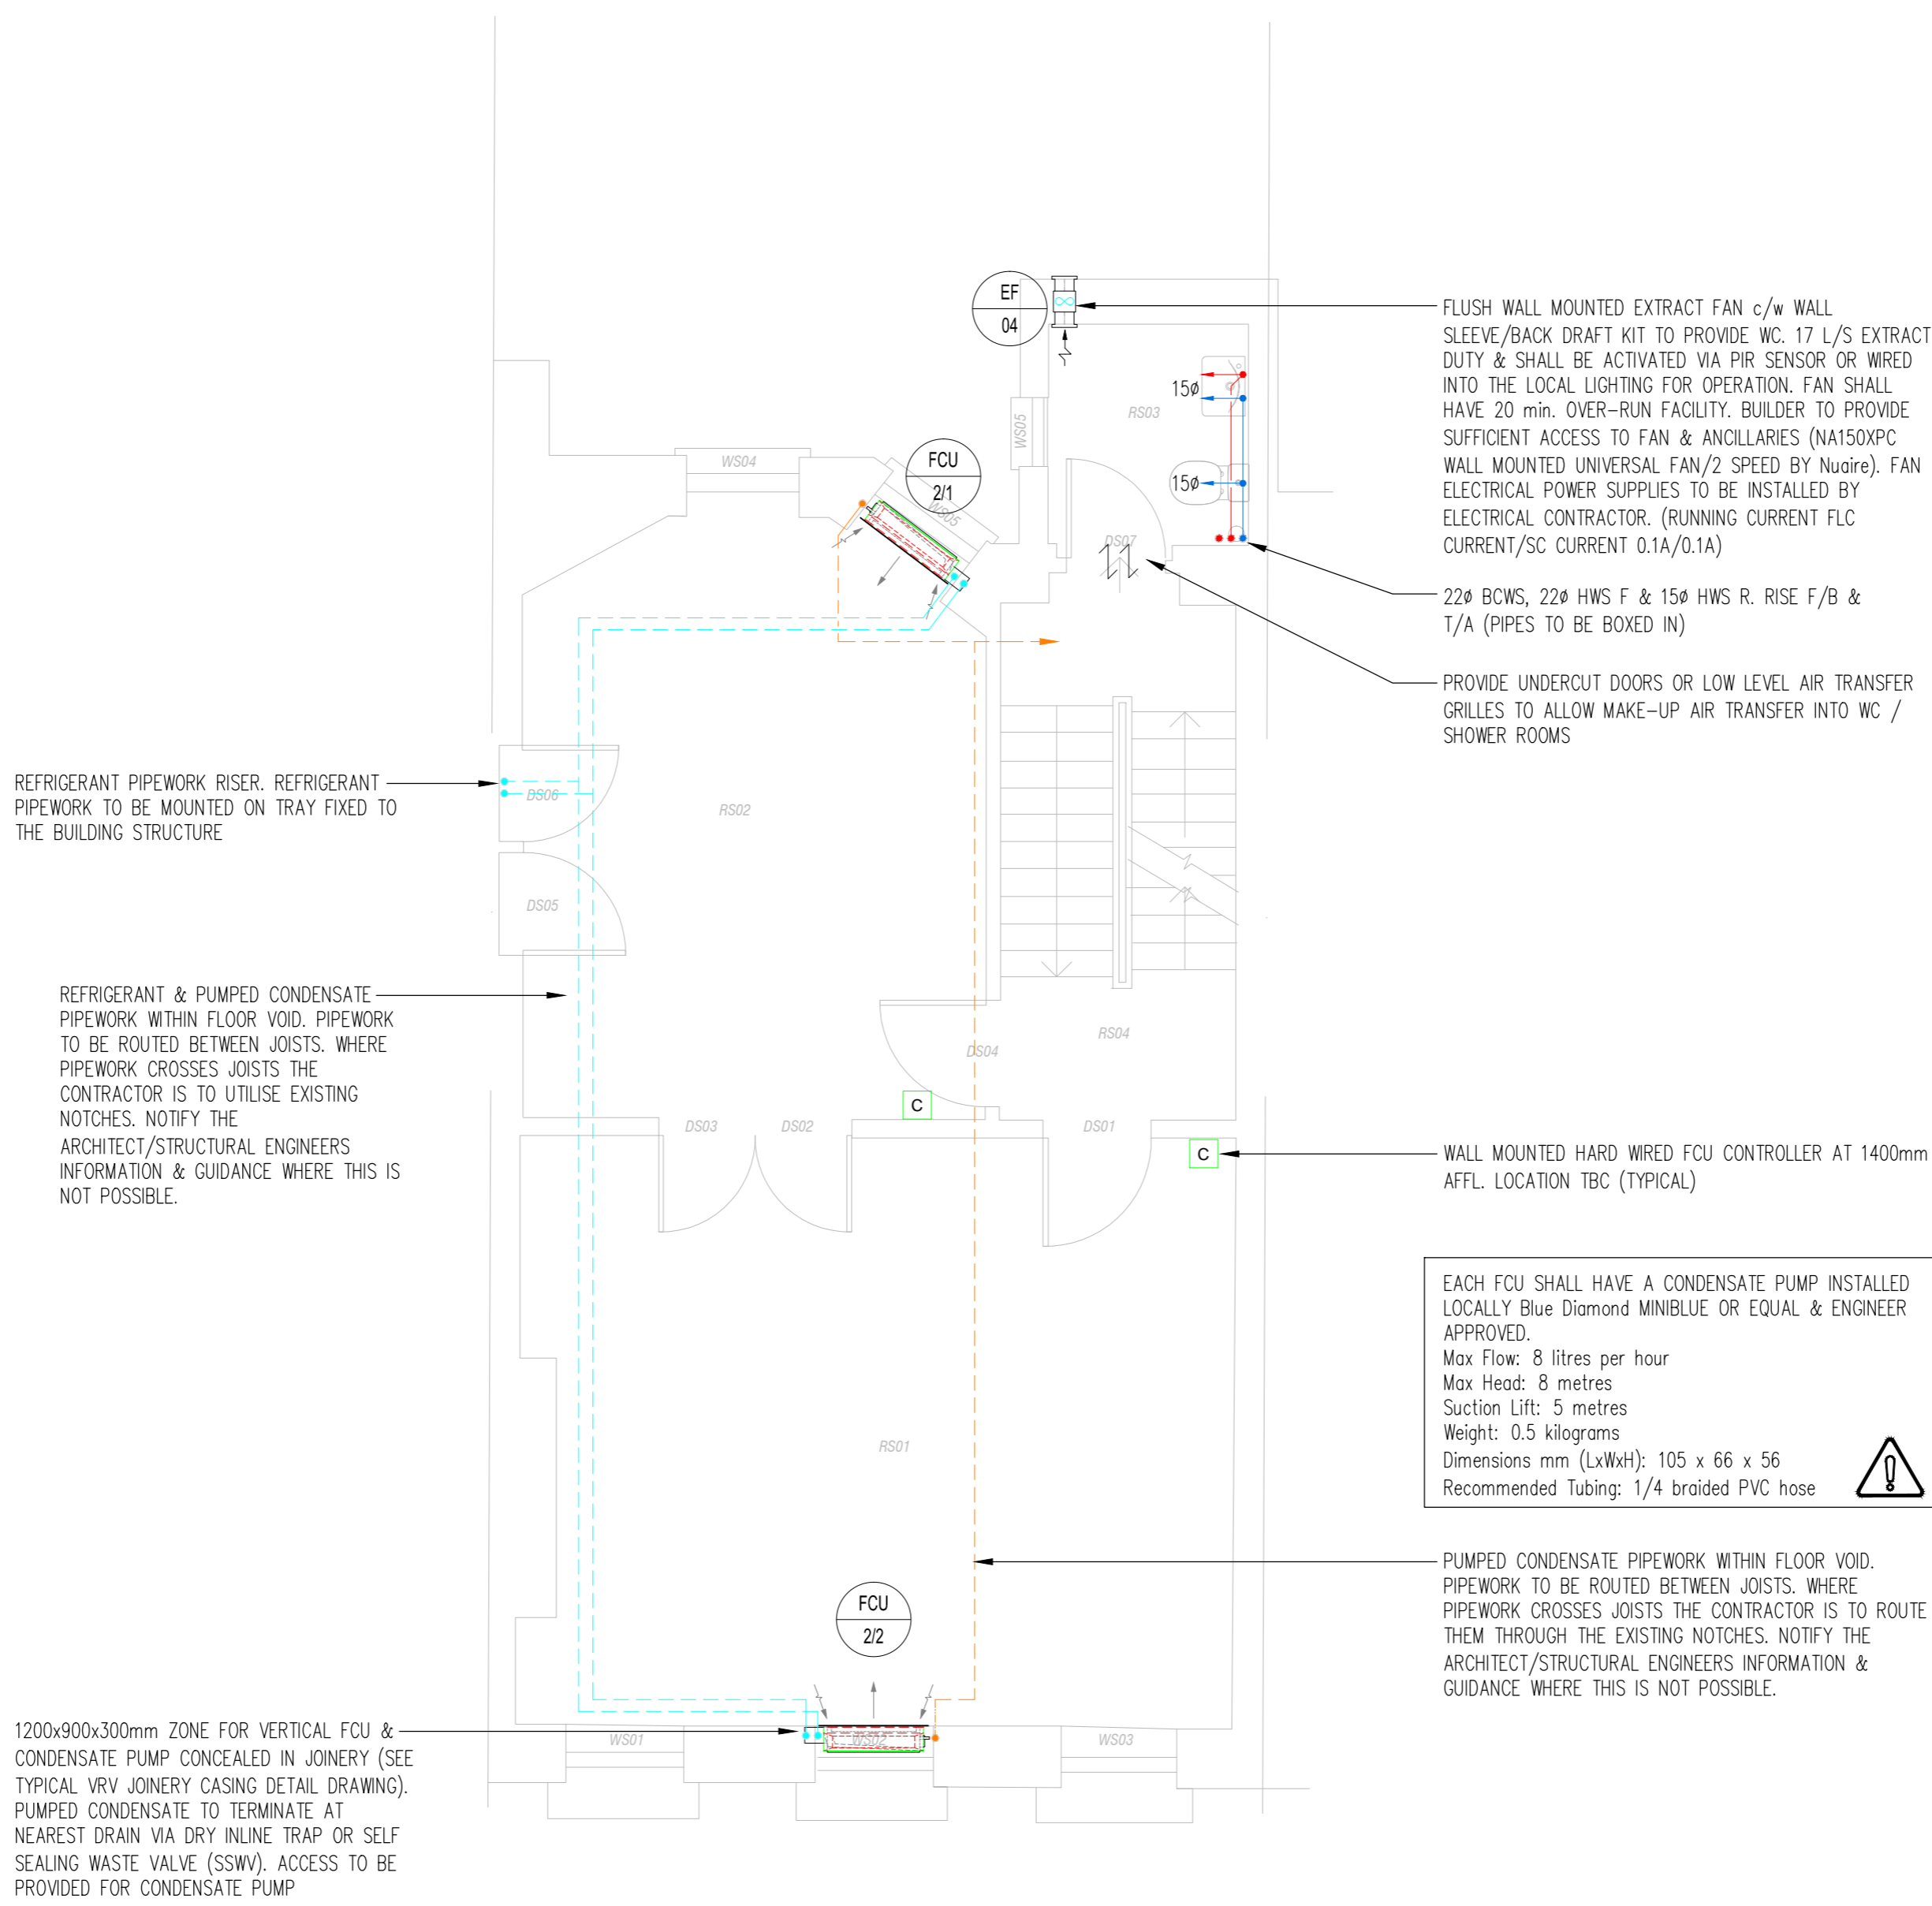 EF
04
FLUSH WALL MOUNTED EXTRACT FAN c/w WALL
SLEEVE/BACK DRAFT KIT TO PROVIDE WC. 17 L/S EXTRACT
DUTY & SHALL BE ACTIVATED VIA PIR SENSOR OR WIRED
INTO THE LOCAL LIGHTING FOR OPERATION. FAN SHALL
HAVE 20 min. OVER-RUN FACILITY. BUILDER TO PROVIDE
SUFFICIENT ACCESS TO FAN & ANCILLARIES (NA150XPC
WALL MOUNTED UNIVERSAL FAN/2 SPEED BY Nuaire). FAN
ELECTRICAL POWER SUPPLIES TO BE INSTALLED BY
ELECTRICAL CONTRACTOR. (RUNNING CURRENT FLC
CURRENT/SC CURRENT 0.1A/0.1A)
15ø
RS03
WS05
WS04
FCU
2/1
WS05
15ø
DS07
22ø BCWS, 22ø HWS F & 15ø HWS R. RISE F/B &
T/A (PIPES TO BE BOXED IN)
PROVIDE UNDERCUT DOORS OR LOW LEVEL AIR TRANSFER
GRILLES TO ALLOW MAKE-UP AIR TRANSFER INTO WC /
SHOWER ROOMS
REFRIGERANT PIPEWORK RISER. REFRIGERANT
PIPEWORK TO BE MOUNTED ON TRAY FIXED TO
THE BUILDING STRUCTURE
DS06
RS02
DS05
REFRIGERANT & PUMPED CONDENSATE
PIPEWORK WITHIN FLOOR VOID. PIPEWORK
TO BE ROUTED BETWEEN JOISTS. WHERE
PIPEWORK CROSSES JOISTS THE
CONTRACTOR IS TO UTILISE EXISTING
NOTCHES. NOTIFY THE
ARCHITECT/STRUCTURAL ENGINEERS
INFORMATION & GUIDANCE WHERE THIS IS
NOT POSSIBLE.
RS04
DS04
C
DS03
DS02
DS01
C
WALL MOUNTED HARD WIRED FCU CONTROLLER AT 1400mm
AFFL. LOCATION TBC (TYPICAL)
EACH FCU SHALL HAVE A CONDENSATE PUMP INSTALLED
LOCALLY Blue Diamond MINIBLUE OR EQUAL & ENGINEER
APPROVED.
Max Flow: 8 litres per hour
Max Head: 8 metres
Suction Lift: 5 metres
Weight: 0.5 kilograms
Dimensions mm (LxWxH): 105 x 66 x 56
Recommended Tubing: 1/4 braided PVC hose
RS01
PUMPED CONDENSATE PIPEWORK WITHIN FLOOR VOID.
PIPEWORK TO BE ROUTED BETWEEN JOISTS. WHERE
PIPEWORK CROSSES JOISTS THE CONTRACTOR IS TO ROUTE
THEM THROUGH THE EXISTING NOTCHES. NOTIFY THE
ARCHITECT/STRUCTURAL ENGINEERS INFORMATION &
GUIDANCE WHERE THIS IS NOT POSSIBLE.
FCU
2/2
1200x900x300mm ZONE FOR VERTICAL FCU &
CONDENSATE PUMP CONCEALED IN JOINERY (SEE
TYPICAL VRV JOINERY CASING DETAIL DRAWING).
PUMPED CONDENSATE TO TERMINATE AT
NEAREST DRAIN VIA DRY INLINE TRAP OR SELF
SEALING WASTE VALVE (SSWV). ACCESS TO BE
PROVIDED FOR CONDENSATE PUMP
WS01
WS02
WS03